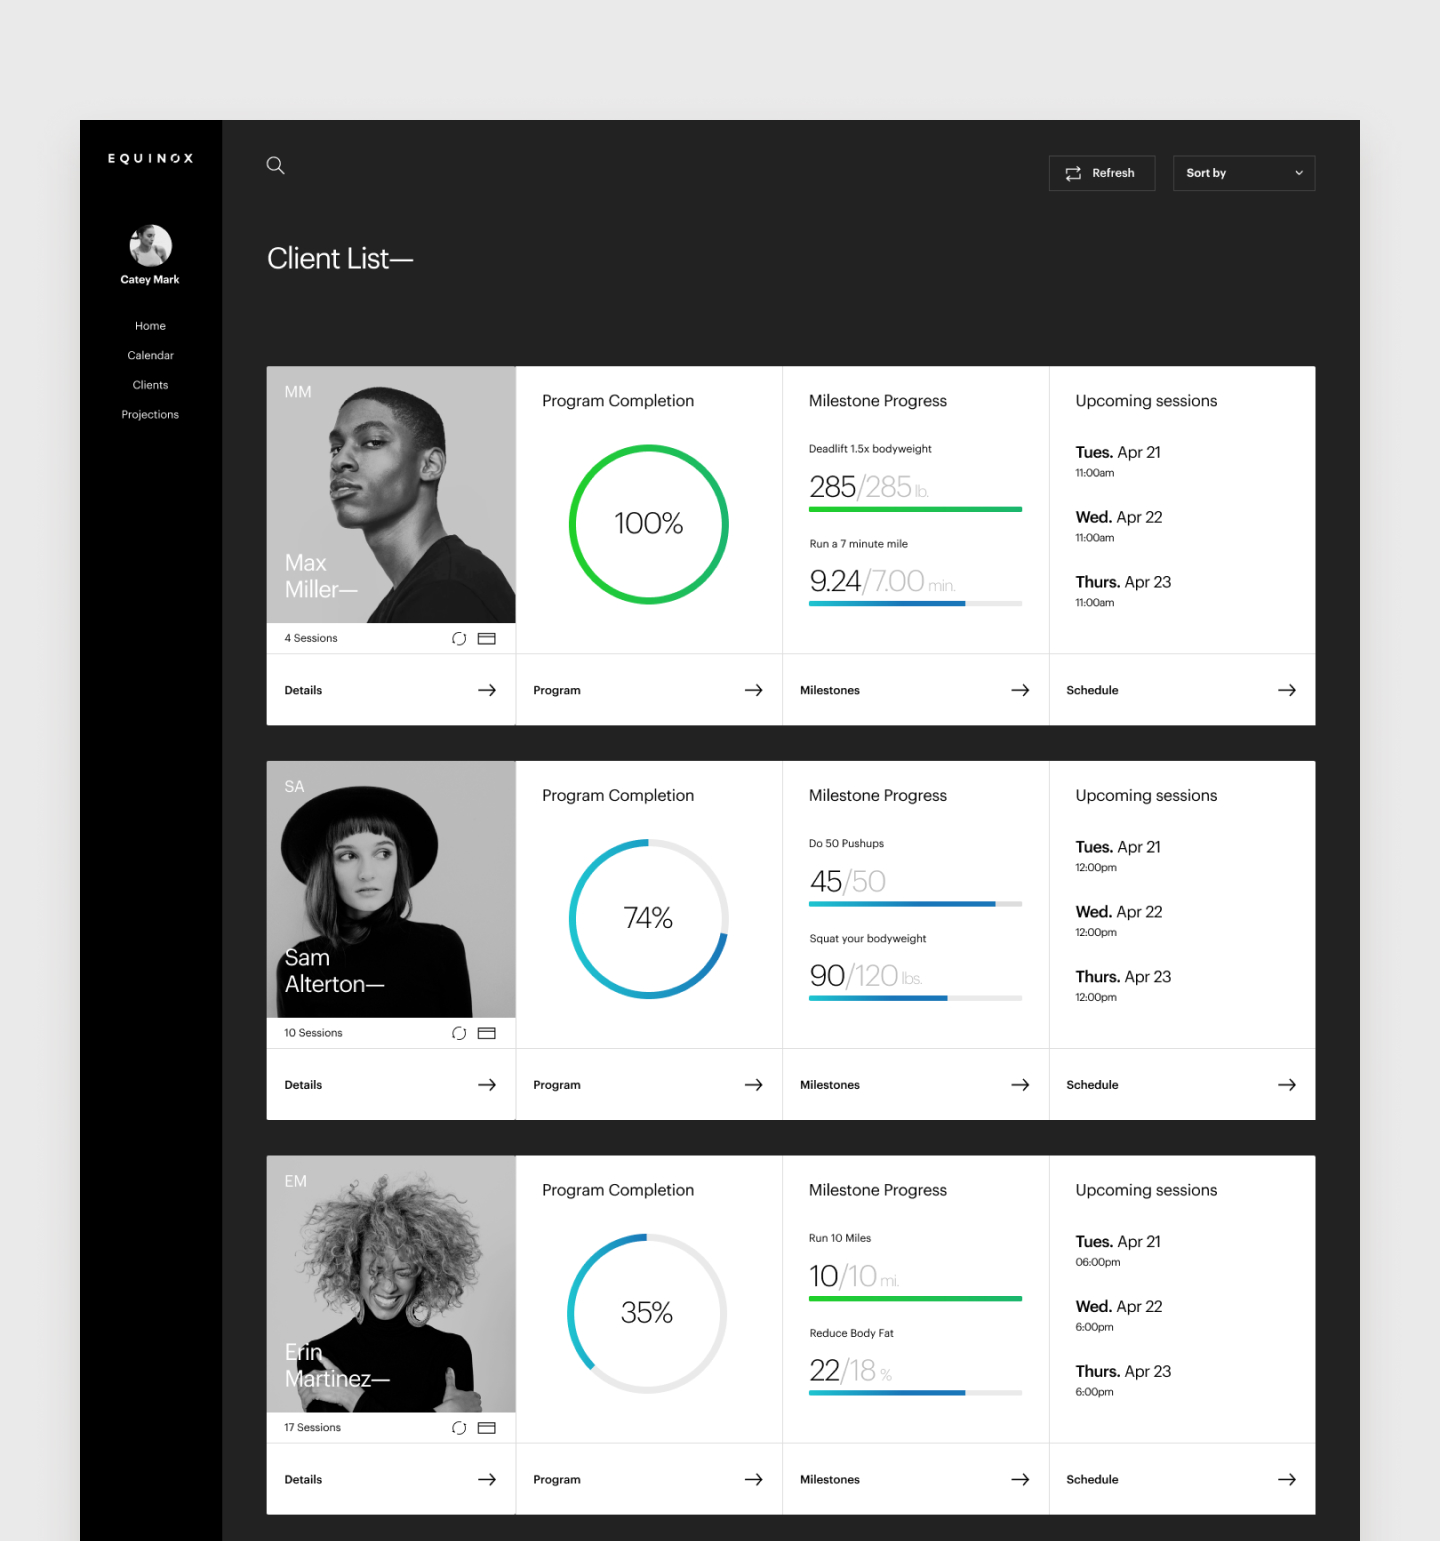 EQUINOX
Refresh
Sort by
Catey Mark
Home
Calendar
Clients
Projections
Client List—
MM
Max
Miller—
4 Sessions
Details
Program Completion
100%
Program
Milestone Progress
Deadlift 1.5x bodyweight
285/285 lb.
Run a 7 minute mile
9.24/7.00 min.
Milestones
Upcoming sessions
Tues. Apr 21
11:00am
Wed. Apr 22
11:00am
Thurs. Apr 23
11:00am
Schedule
SA
Sam
Alterton—
10 Sessions
Details
Program Completion
74%
Program
Milestone Progress
Do 50 Pushups
45/50
Squat your bodyweight
90/120 lbs.
Milestones
Upcoming sessions
Tues. Apr 21
12:00pm
Wed. Apr 22
12:00pm
Thurs. Apr 23
12:00pm
Schedule
EM
Erin
Martinez—
17 Sessions
Details
Program Completion
35%
Program
Milestone Progress
Run 10 Miles
10/10 mi.
Reduce Body Fat
22/18 %
Milestones
Upcoming sessions
Tues. Apr 21
06:00pm
Wed. Apr 22
6:00pm
Thurs. Apr 23
6:00pm
Schedule